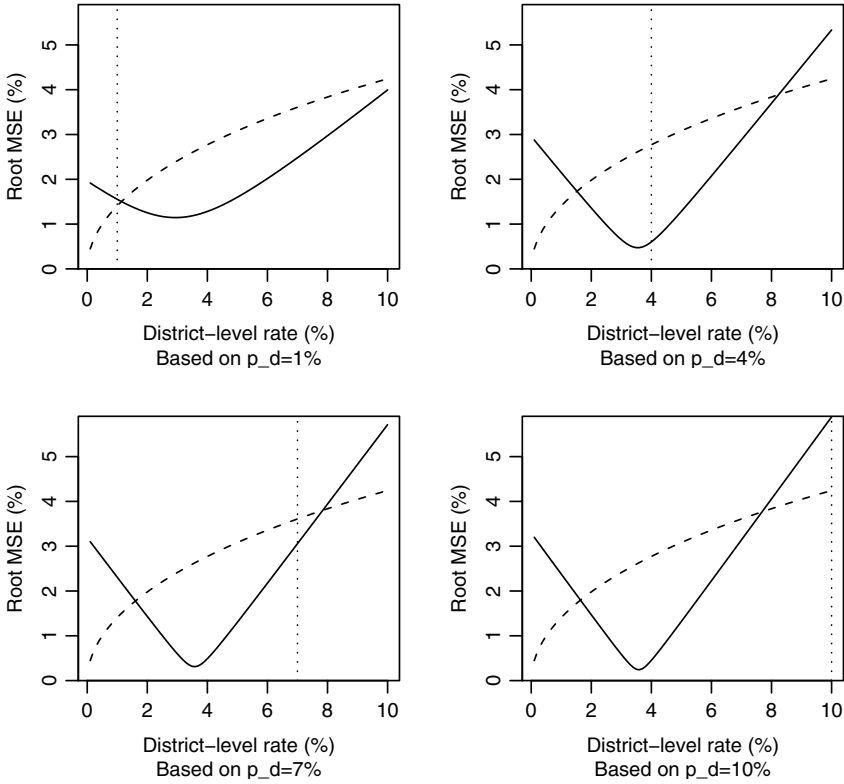 Root MSE (%)
0 1 2 3 4 5
0 2 4 6 8 10
District−level rate (%)
Based on p_d=1%
Root MSE (%)
0 1 2 3 4 5
0 2 4 6 8 10
District−level rate (%)
Based on p_d=4%
Root MSE (%)
0 1 2 3 4 5
0 2 4 6 8 10
District−level rate (%)
Based on p_d=7%
Root MSE (%)
0 1 2 3 4 5
0 2 4 6 8 10
District−level rate (%)
Based on p_d=10%